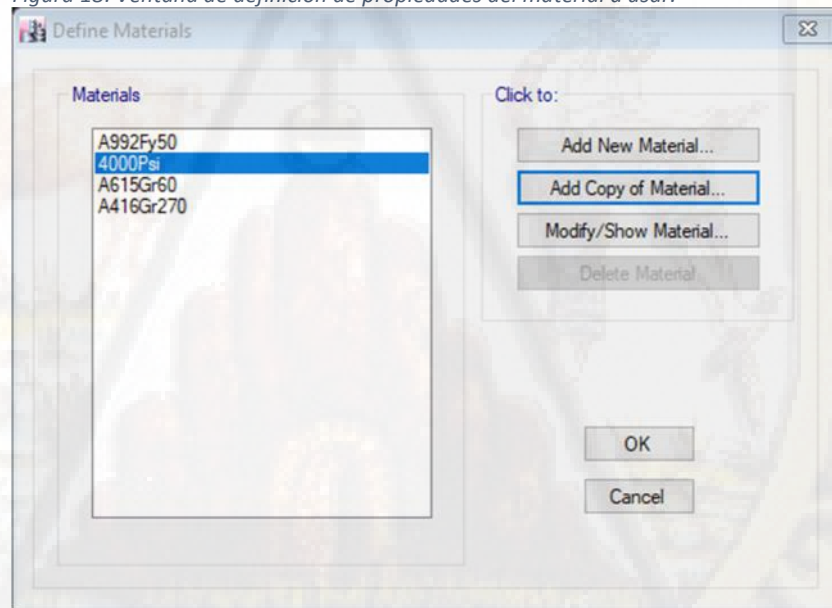 Figura 13. Ventana de definición de propiedades del material a usar.
Define Materials
Materials
A992Fy50
4000Psi
A615Gr60
A416Gr270
Click to:
Add New Material...
Add Copy of Material...
Modify/Show Material...
Delete Material...
OK
Cancel